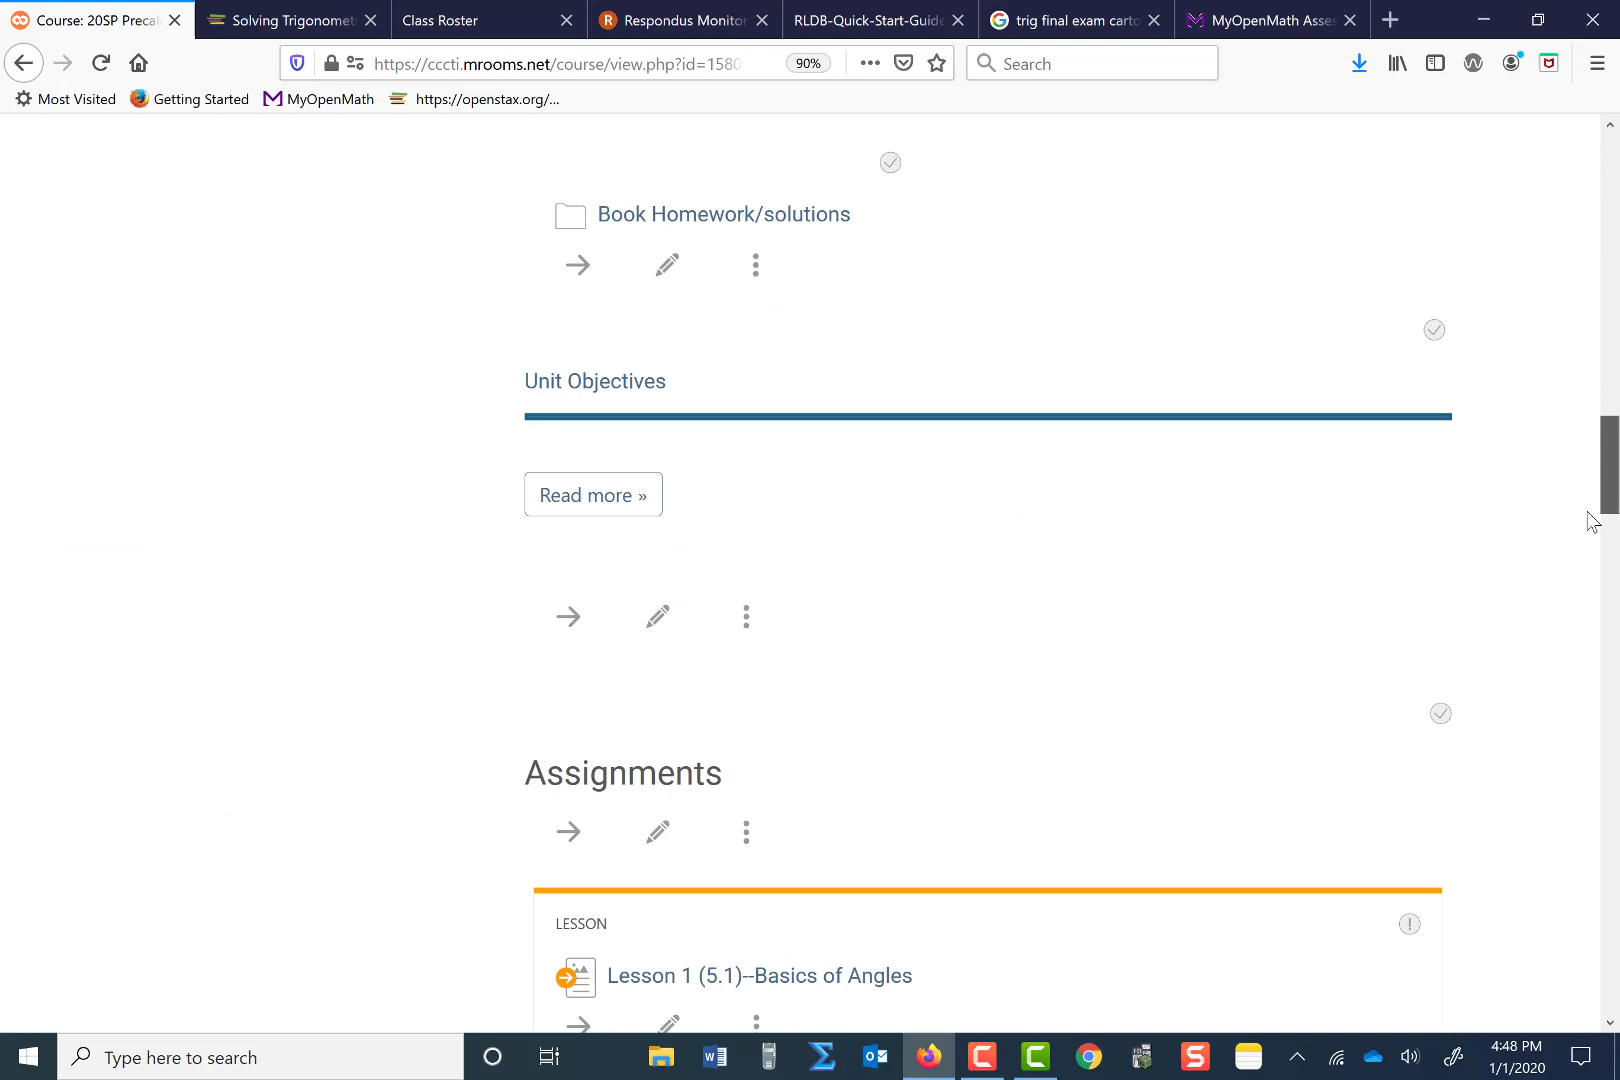 Course: 20SP Precal
Solving Trigonomet
Class Roster
Respondus Monitor
RLDB-Quick-Start-Guide
trig final exam carto
MyOpenMath Asses
https://cccti.mrooms.net/course/view.php?id=1580
90%
Search
Most Visited
Getting Started
MyOpenMath
https://openstax.org/...
Book Homework/solutions
Unit Objectives
Read more »
Assignments
LESSON
Lesson 1 (5.1)--Basics of Angles
Type here to search
4:48 PM
1/1/2020